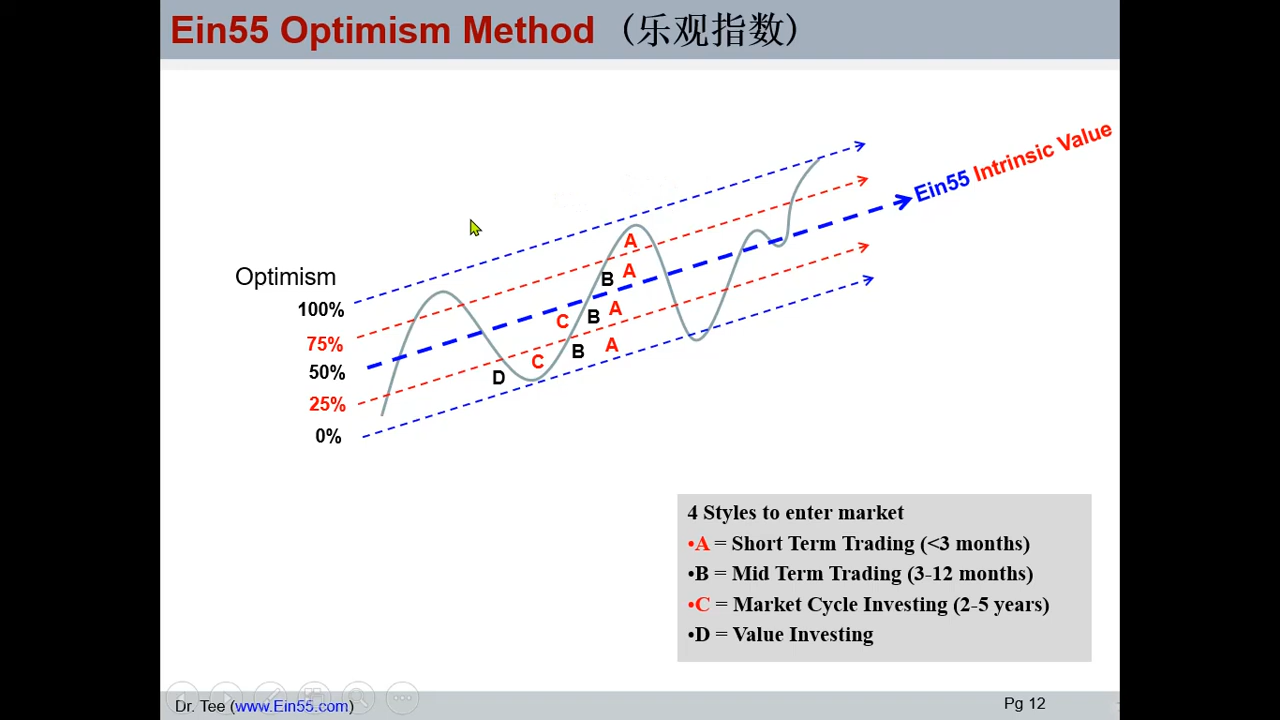 Ein55 Optimism Method (乐观指数)
Ein55 Intrinsic Value
Optimism
100%
75%
50%
25%
0%
A
B A
C B A
C B A
D
4 Styles to enter market
•A = Short Term Trading (<3 months)
•B = Mid Term Trading (3-12 months)
•C = Market Cycle Investing (2-5 years)
•D = Value Investing
Dr. Tee (www.Ein55.com)
Pg 12